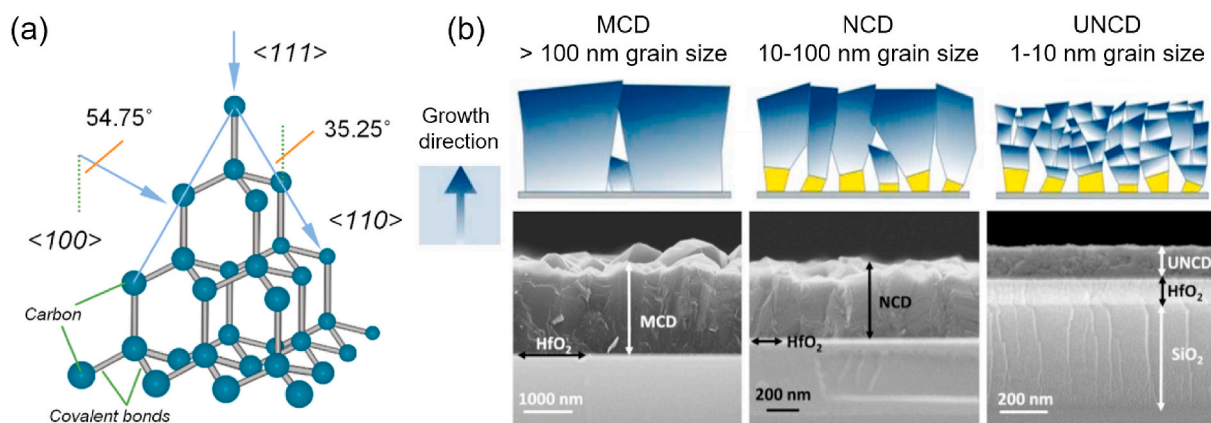 (a)
<111>
54.75°
35.25°
<100>
<110>
Carbon
Covalent bonds
(b)
Growth
direction
MCD
> 100 nm grain size
NCD
10-100 nm grain size
UNCD
1-10 nm grain size
MCD
HfO₂
1000 nm
NCD
HfO₂
200 nm
UNCD
HfO₂
SiO₂
200 nm